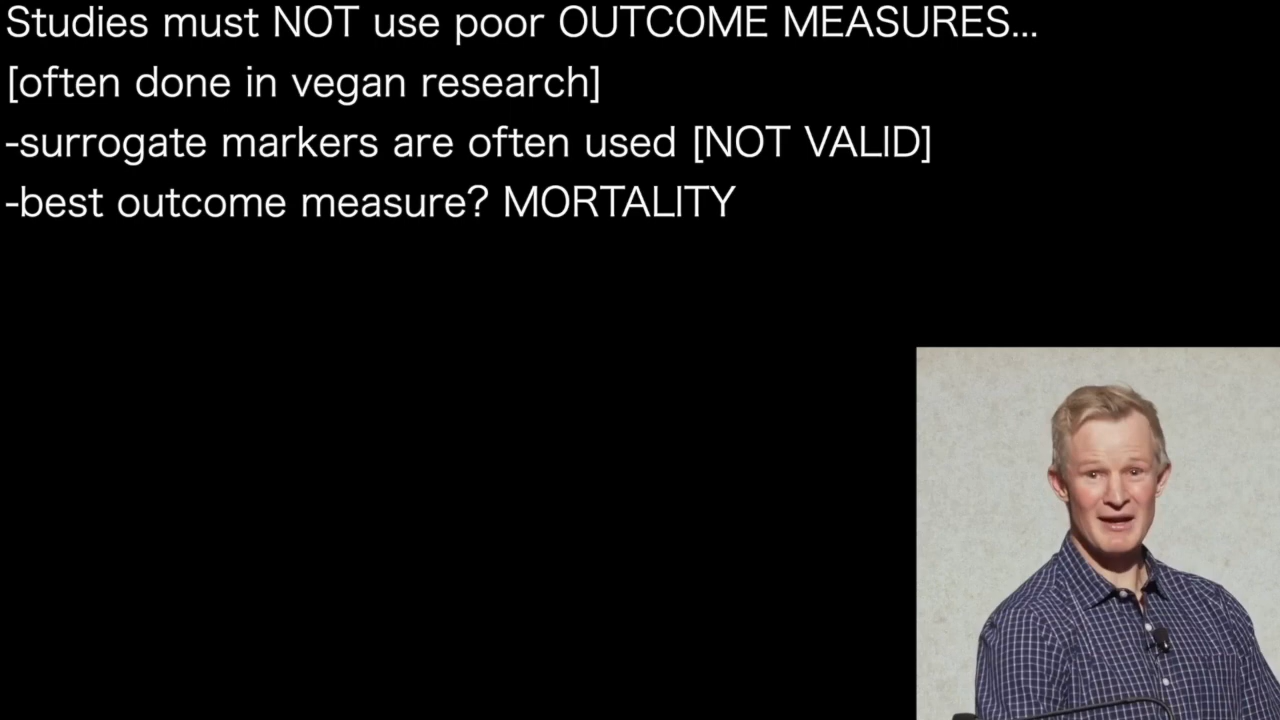 Studies must NOT use poor OUTCOME MEASURES...
[often done in vegan research]
-surrogate markers are often used [NOT VALID]
-best outcome measure? MORTALITY